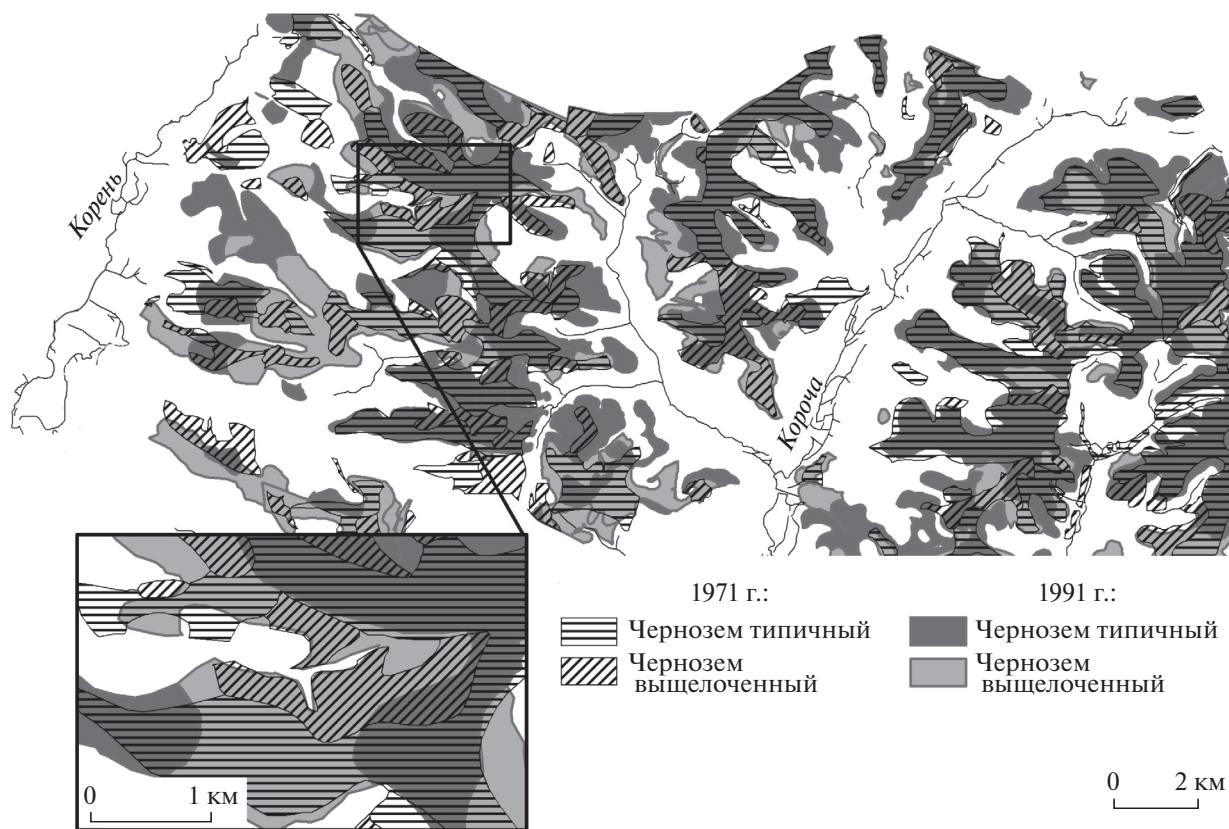 Корень
Короча
1971 г.:
Чернозем типичный
Чернозем
выщелоченный
1991 г.:
Чернозем типичный
Чернозем
выщелоченный
0 1 км
0 2 км